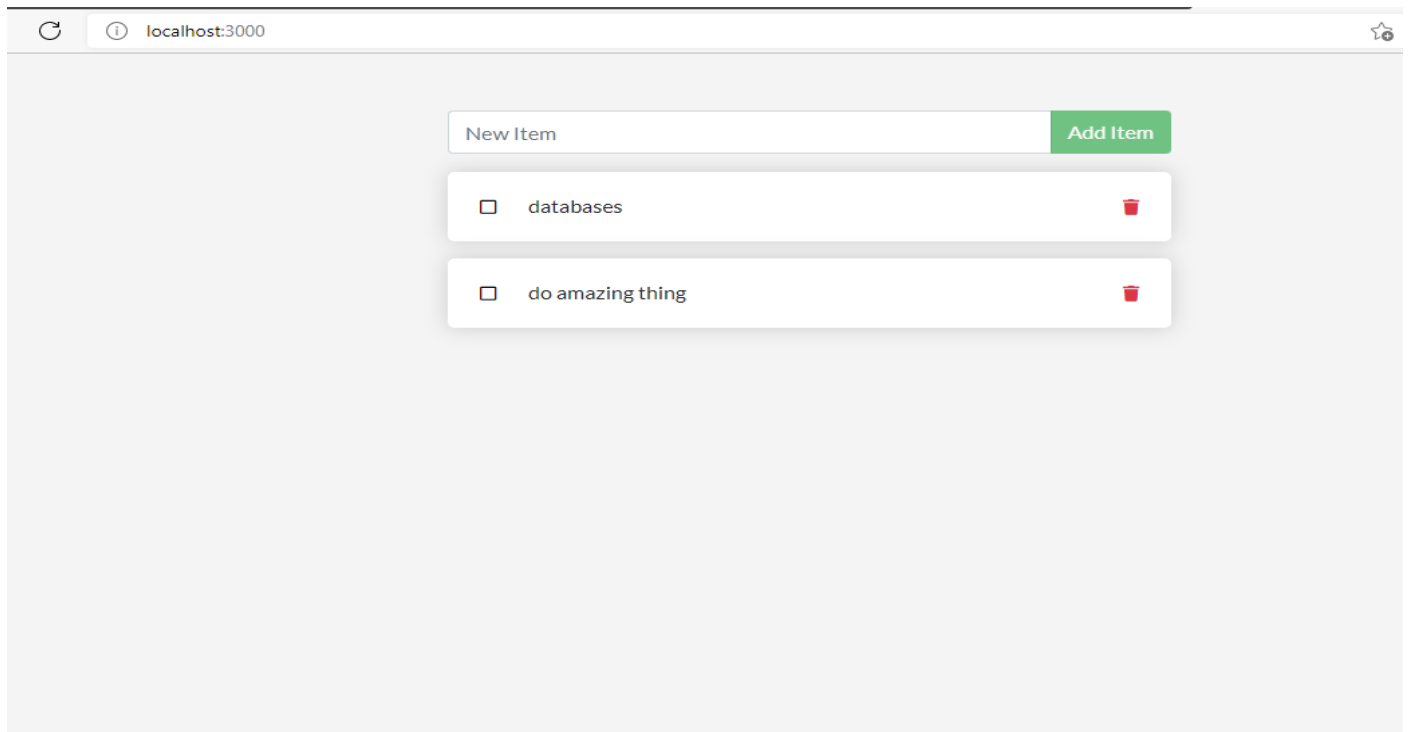 localhost:3000
New Item
Add Item
databases
do amazing thing